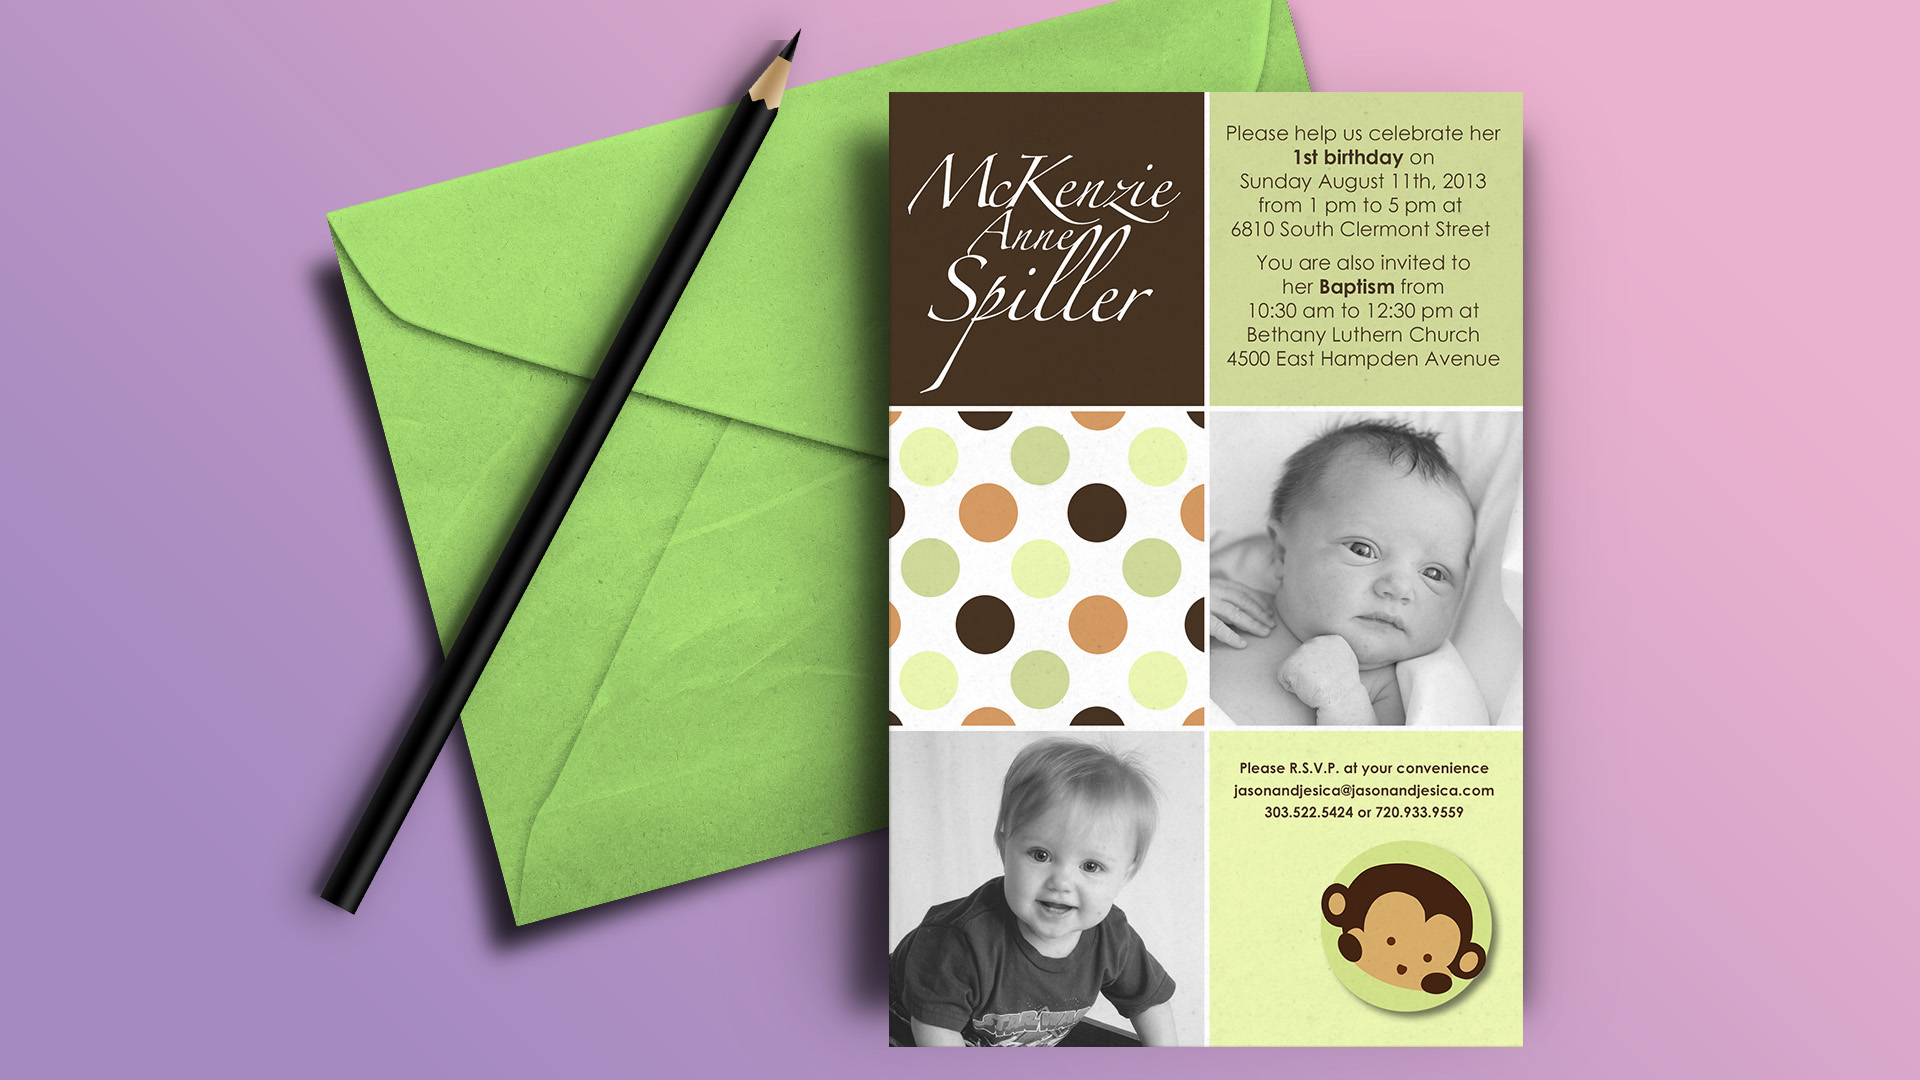 McKenzie
Anne
Spiller
Please help us celebrate her
1st birthday on
Sunday August 11th, 2013
from 1 pm to 5 pm at
6810 South Clermont Street
You are also invited to
her Baptism from
10:30 am to 12:30 pm at
Bethany Luthern Church
4500 East Hampden Avenue
STAR WARS
Please R.S.V.P. at your convenience
jasonandjesica@jasonandjesica.com
303.522.5424 or 720.933.9559